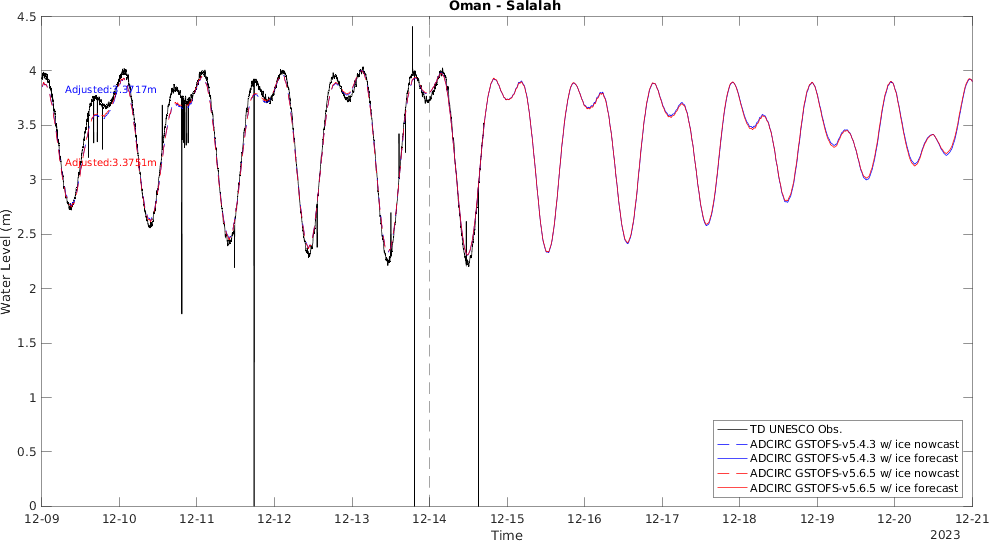 Oman - Salalah
4.5
4
3.5
3
2.5
2
1.5
1
0.5
0
Water Level (m)
Adjusted:3.3717m
Adjusted:3.3751m
TD UNESCO Obs.
ADCIRC GSTOFS-v5.4.3 w/ ice nowcast
ADCIRC GSTOFS-v5.4.3 w/ ice forecast
ADCIRC GSTOFS-v5.6.5 w/ ice nowcast
ADCIRC GSTOFS-v5.6.5 w/ ice forecast
12-09 12-10 12-11 12-12 12-13 12-14 12-15 12-16 12-17 12-18 12-19 12-20 12-21
Time
2023